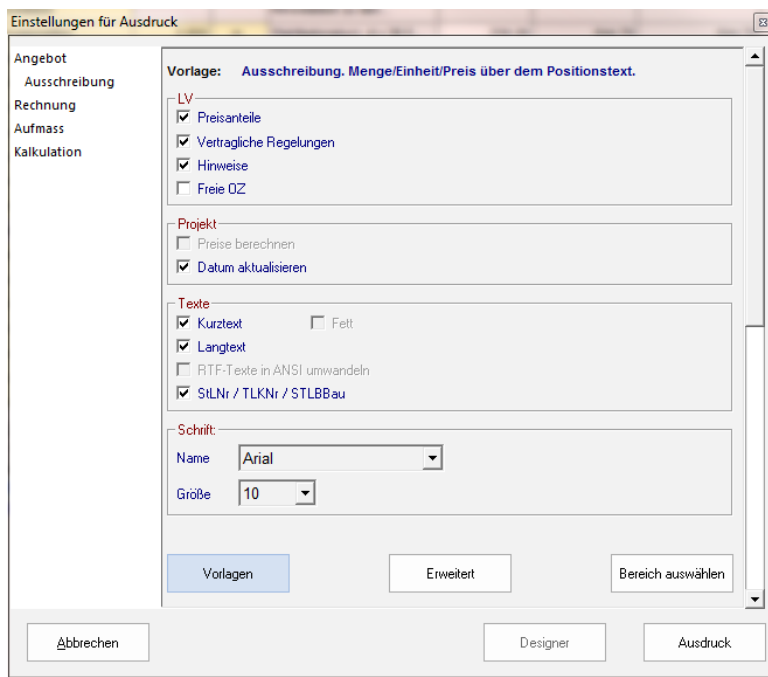 Einstellungen für Ausdruck
Angebot
Ausschreibung
Rechnung
Aufmass
Kalkulation
Vorlage: Ausschreibung. Menge/Einheit/Preis über dem Positionstext.
LV
Preisanteile
Vertragliche Regelungen
Hinweise
Freie OZ
Projekt
Preise berechnen
Datum aktualisieren
Texte
Kurztext Fett
Langtext
RTF-Texte in ANSI umwandeln
StLNr / TLKNr / STLBBau
Schrift:
Name Arial
Größe 10
Vorlagen Erweitert Bereich auswählen
Abbrechen Designer Ausdruck